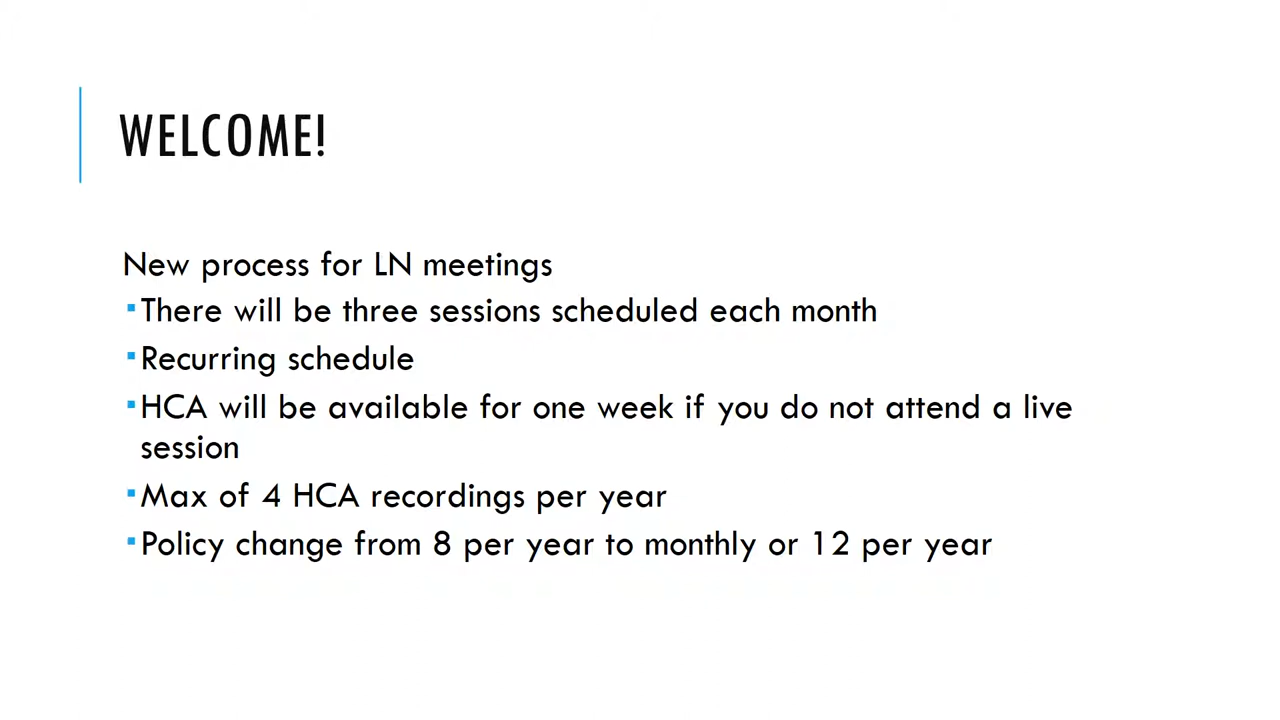 WELCOME!
New process for LN meetings
▪There will be three sessions scheduled each month
▪Recurring schedule
▪HCA will be available for one week if you do not attend a live
session
▪Max of 4 HCA recordings per year
▪Policy change from 8 per year to monthly or 12 per year